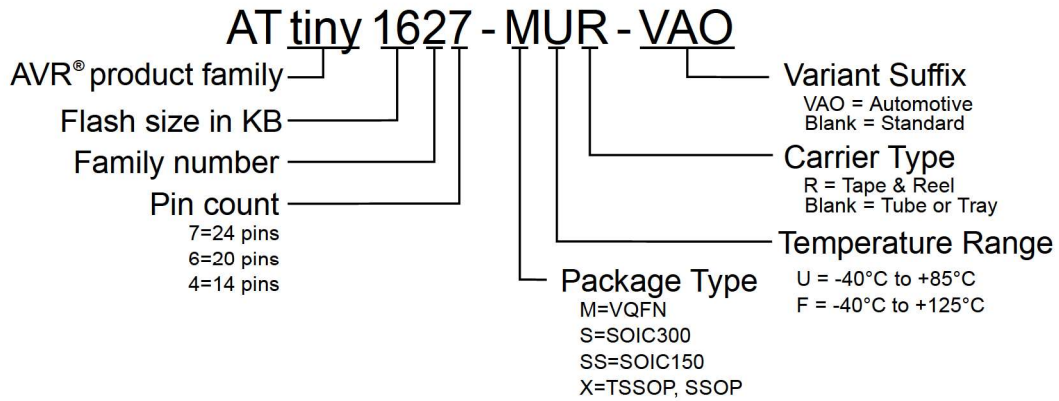 ATtiny1627 - MUR - VAO
AVR® product family
Flash size in KB
Family number
Pin count
7=24 pins
6=20 pins
4=14 pins
Variant Suffix
VAO = Automotive
Blank = Standard
Carrier Type
R = Tape & Reel
Blank = Tube or Tray
Temperature Range
U = -40°C to +85°C
F = -40°C to +125°C
Package Type
M=VQFN
S=SOIC300
SS=SOIC150
X=TSSOP, SSOP